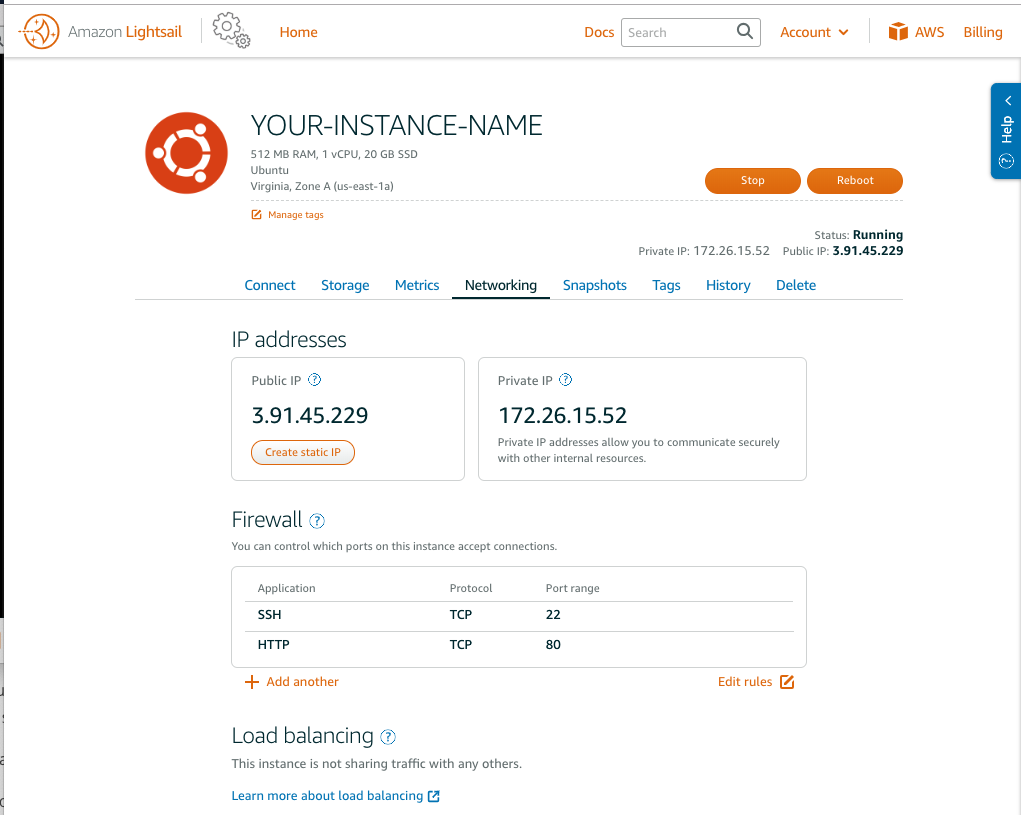 Amazon Lightsail
Home
Docs
Search
Account
AWS
Billing
Help
YOUR-INSTANCE-NAME
512 MB RAM, 1 vCPU, 20 GB SSD
Ubuntu
Virginia, Zone A (us-east-1a)
Stop
Reboot
Manage tags
Status: Running
Private IP: 172.26.15.52 Public IP: 3.91.45.229
Connect Storage Metrics Networking Snapshots Tags History Delete
IP addresses
Public IP ?
3.91.45.229
Create static IP
Private IP ?
172.26.15.52
Private IP addresses allow you to communicate securely
with other internal resources.
Firewall ?
You can control which ports on this instance accept connections.
Application Protocol Port range
SSH TCP 22
HTTP TCP 80
Add another
Edit rules
Load balancing ?
This instance is not sharing traffic with any others.
Learn more about load balancing